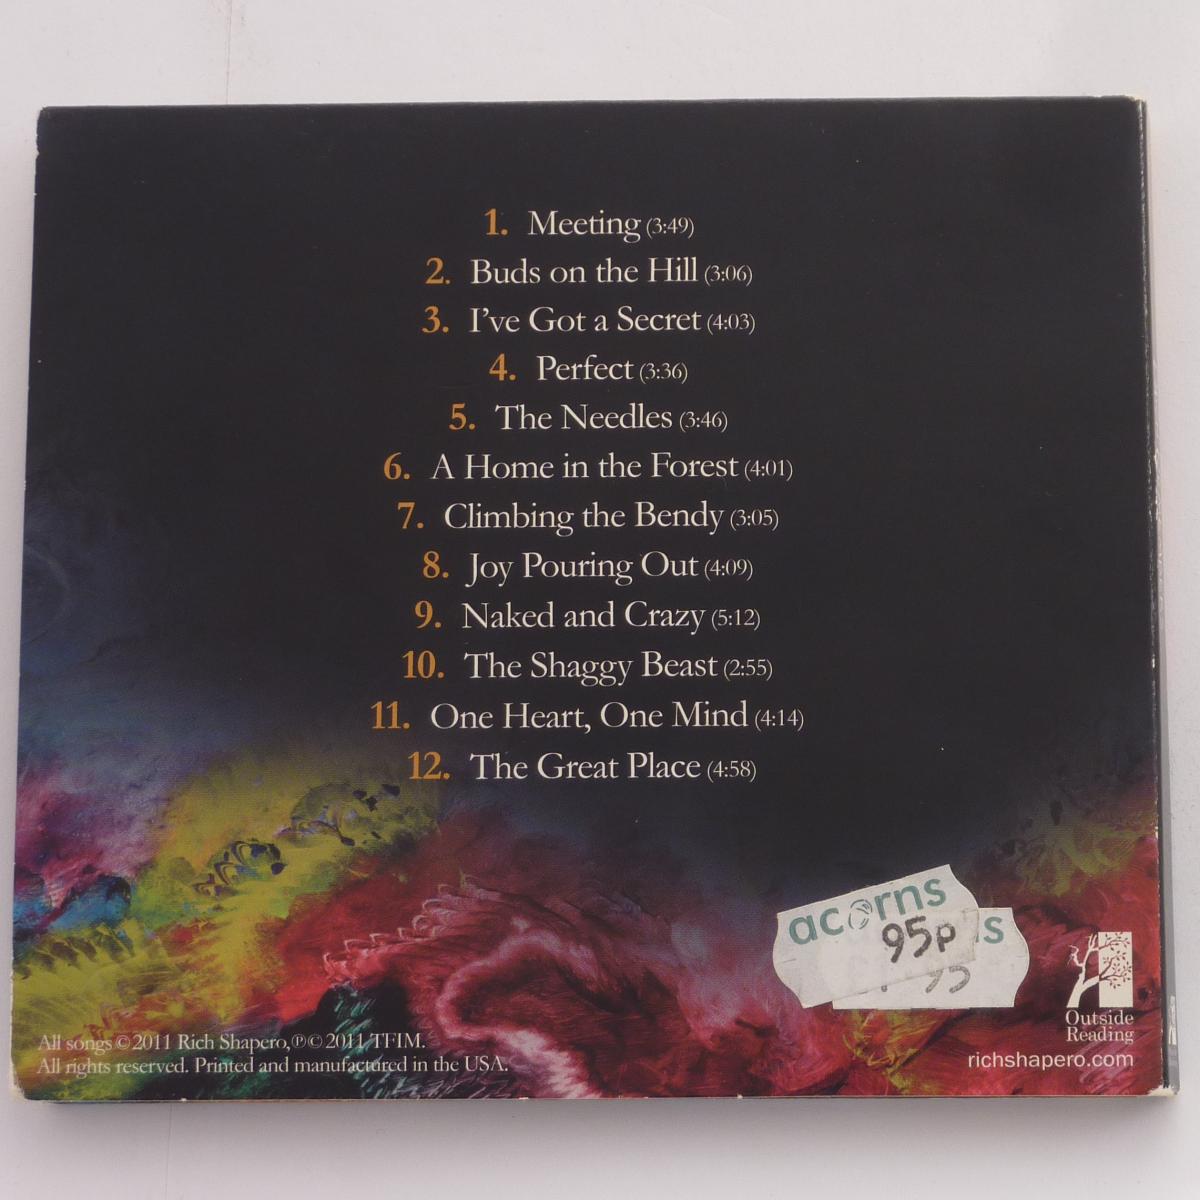 1. Meeting (3:49)
2. Buds on the Hill (3:06)
3. I've Got a Secret (4:03)
4. Perfect (3:36)
5. The Needles (3:46)
6. A Home in the Forest (4:01)
7. Climbing the Bendy (3:05)
8. Joy Pouring Out (4:09)
9. Naked and Crazy (5:12)
10. The Shaggy Beast (2:55)
11. One Heart, One Mind (4:14)
12. The Great Place (4:58)
acorns
95p
s
All songs ©2011 Rich Shapero, ℗©2011 TFIM.
All rights reserved. Printed and manufactured in the USA.
Outside
Reading
richshapero.com